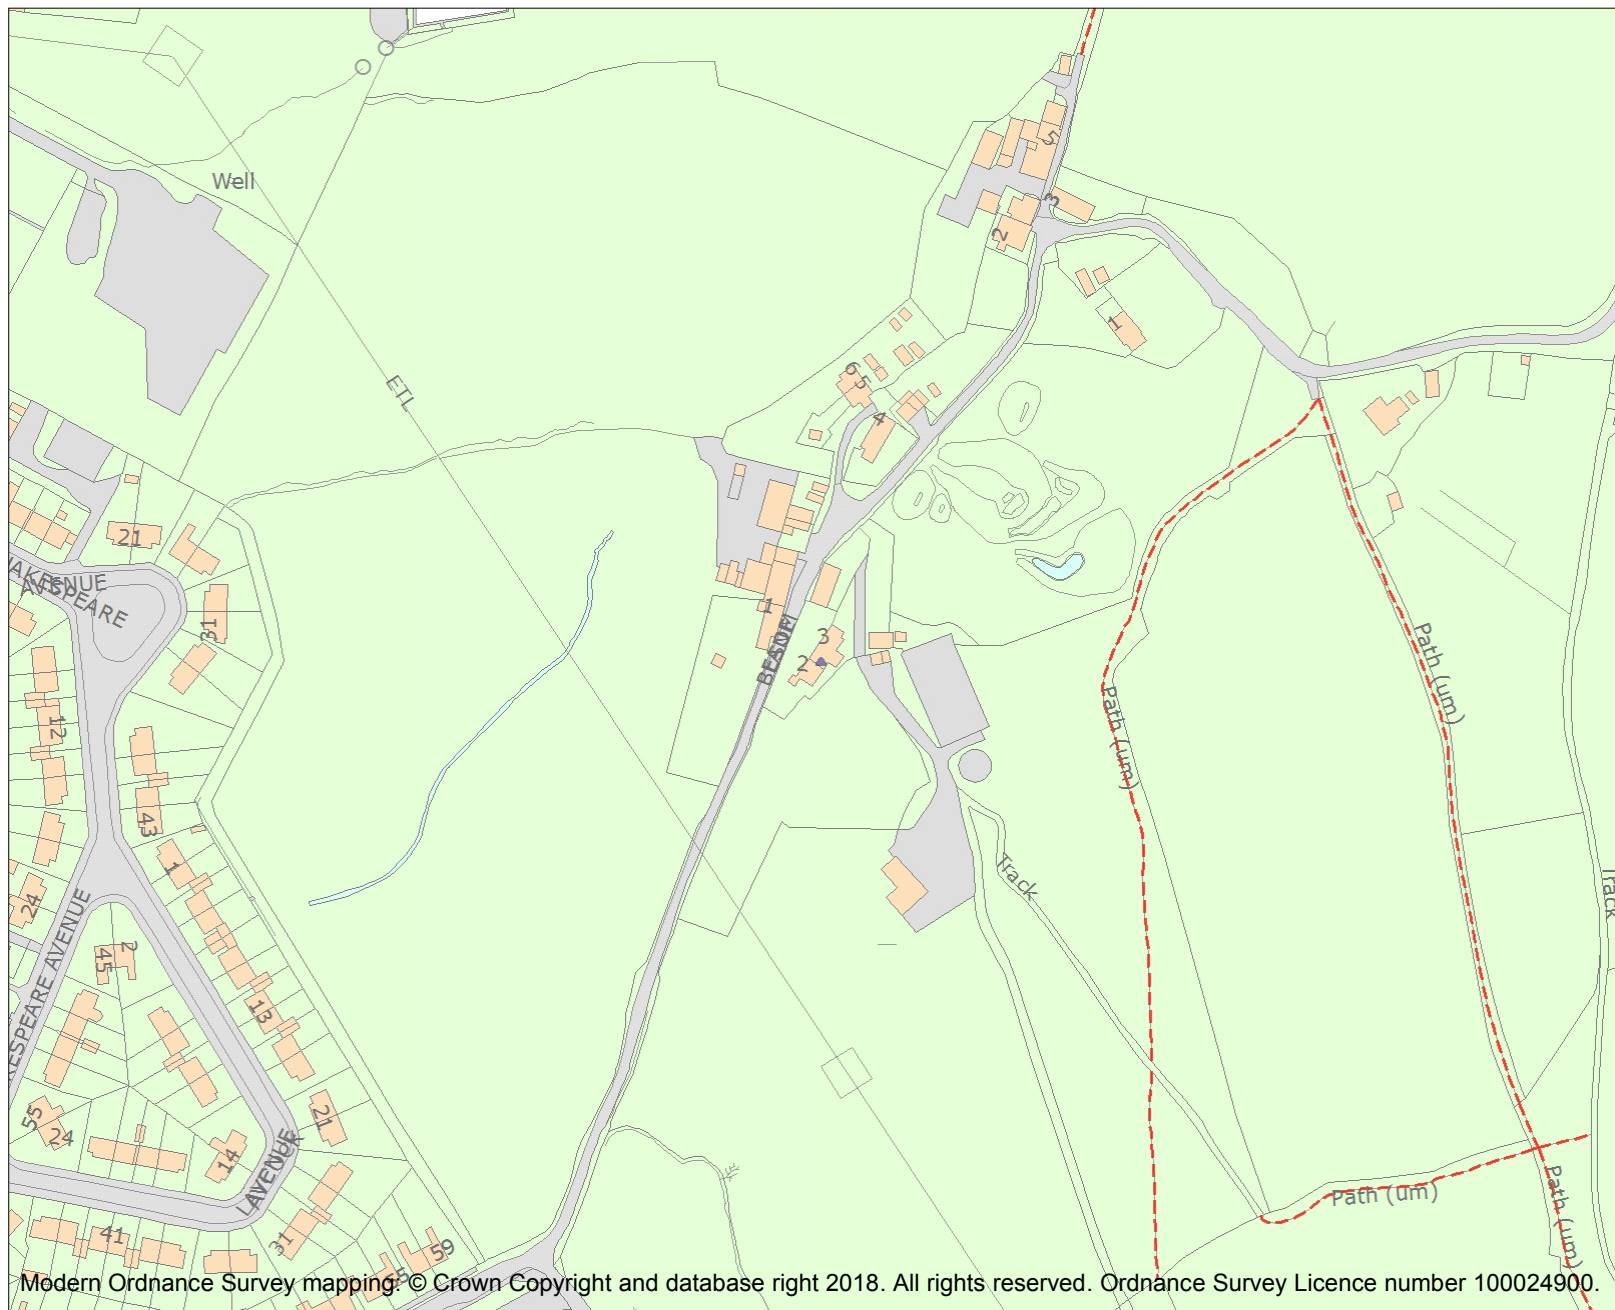 Well
5
3
2
1
ETL
6
5
4
21
AVENUE
31
1
3
2
12
43
1
24
Path (um)
Path (um)
Track
Track
2
45
13
55
24
21
14
AVENUE
Path (um)
Path (um)
41
31
59
Modern Ordnance Survey mapping: © Crown Copyright and database right 2018. All rights reserved. Ordnance Survey Licence number 100024900.